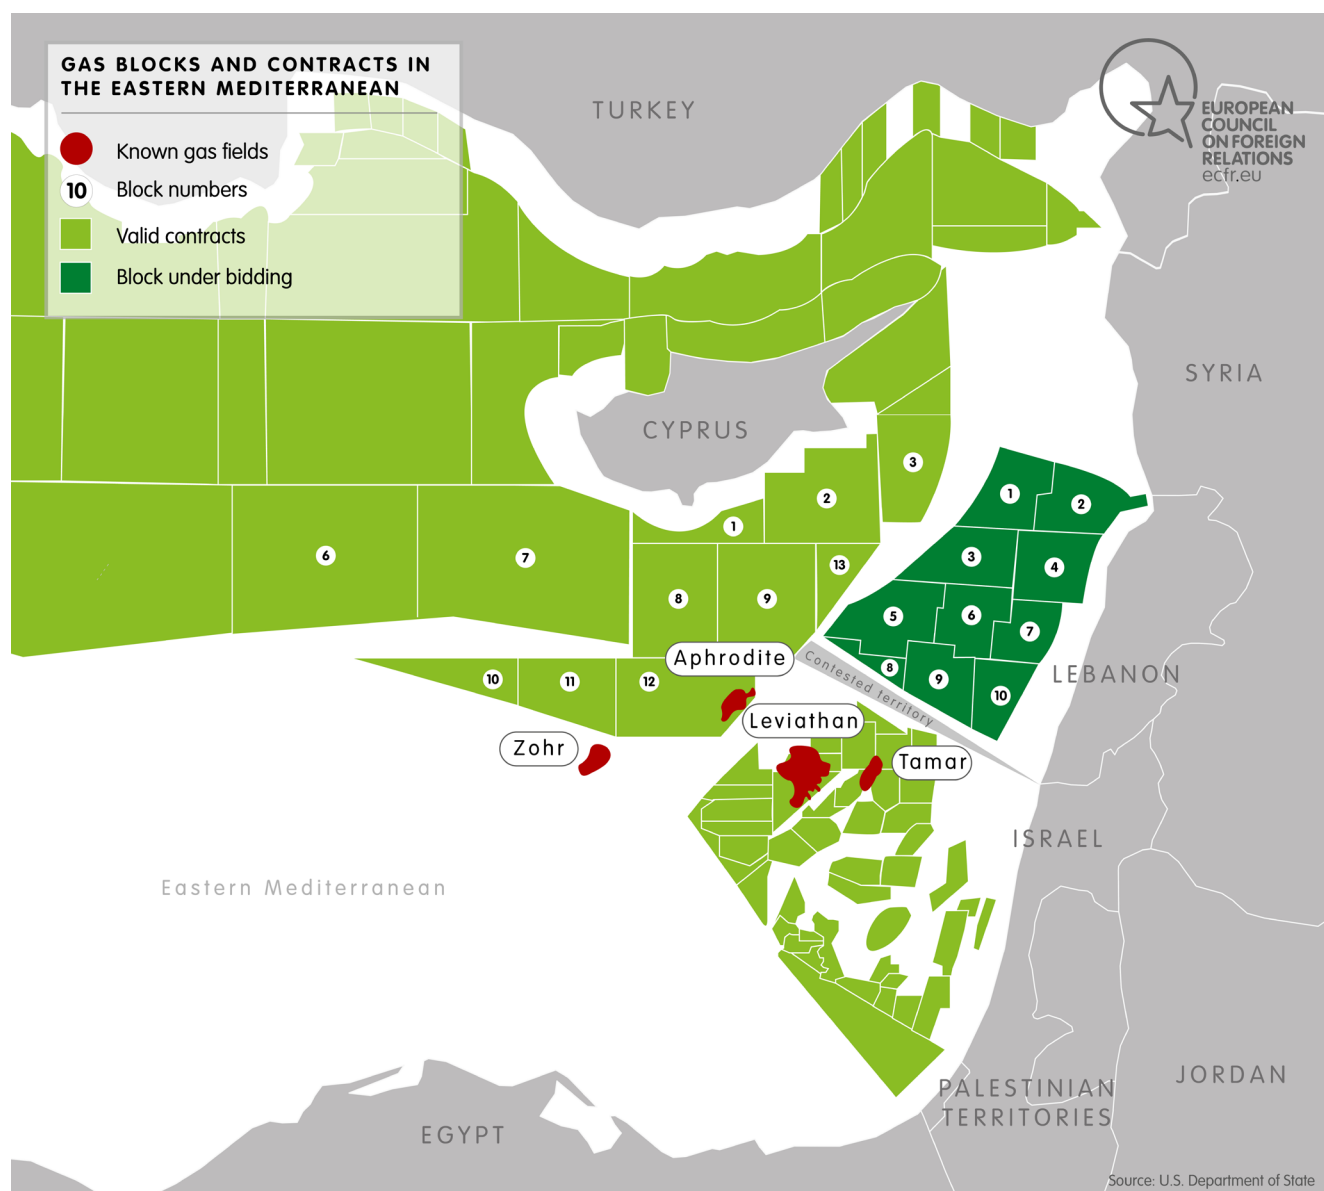 GAS BLOCKS AND CONTRACTS IN
THE EASTERN MEDITERRANEAN
Known gas fields
10 Block numbers
Valid contracts
Block under bidding
EUROPEAN
COUNCIL
ON FOREIGN
RELATIONS
ecfr.eu
TURKEY
SYRIA
CYPRUS
3
2
1
1
2
6
7
13
8
9
3
4
5
6
7
8
9
10
Aphrodite
Contested territory
LEBANON
10
11
12
Leviathan
Zohr
Tamar
ISRAEL
Eastern Mediterranean
JORDAN
PALESTINIAN
TERRITORIES
EGYPT
Source: U.S. Department of State